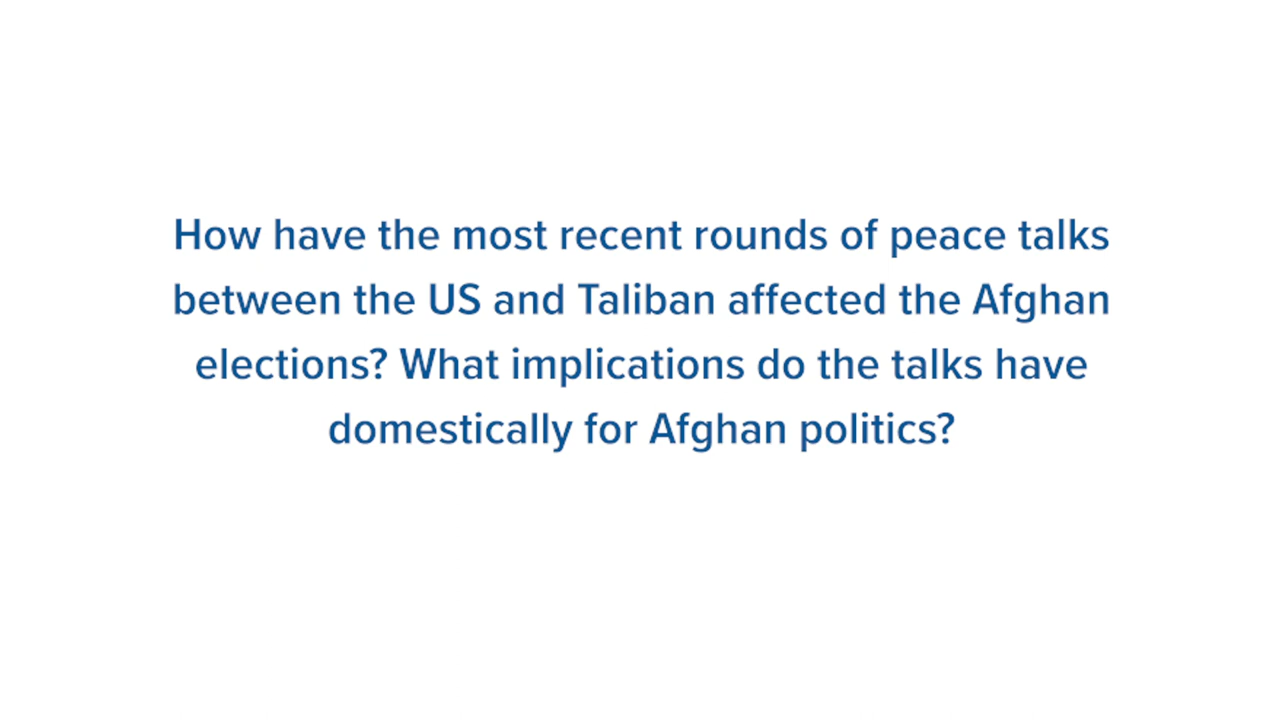 How have the most recent rounds of peace talks
between the US and Taliban affected the Afghan
elections? What implications do the talks have
domestically for Afghan politics?